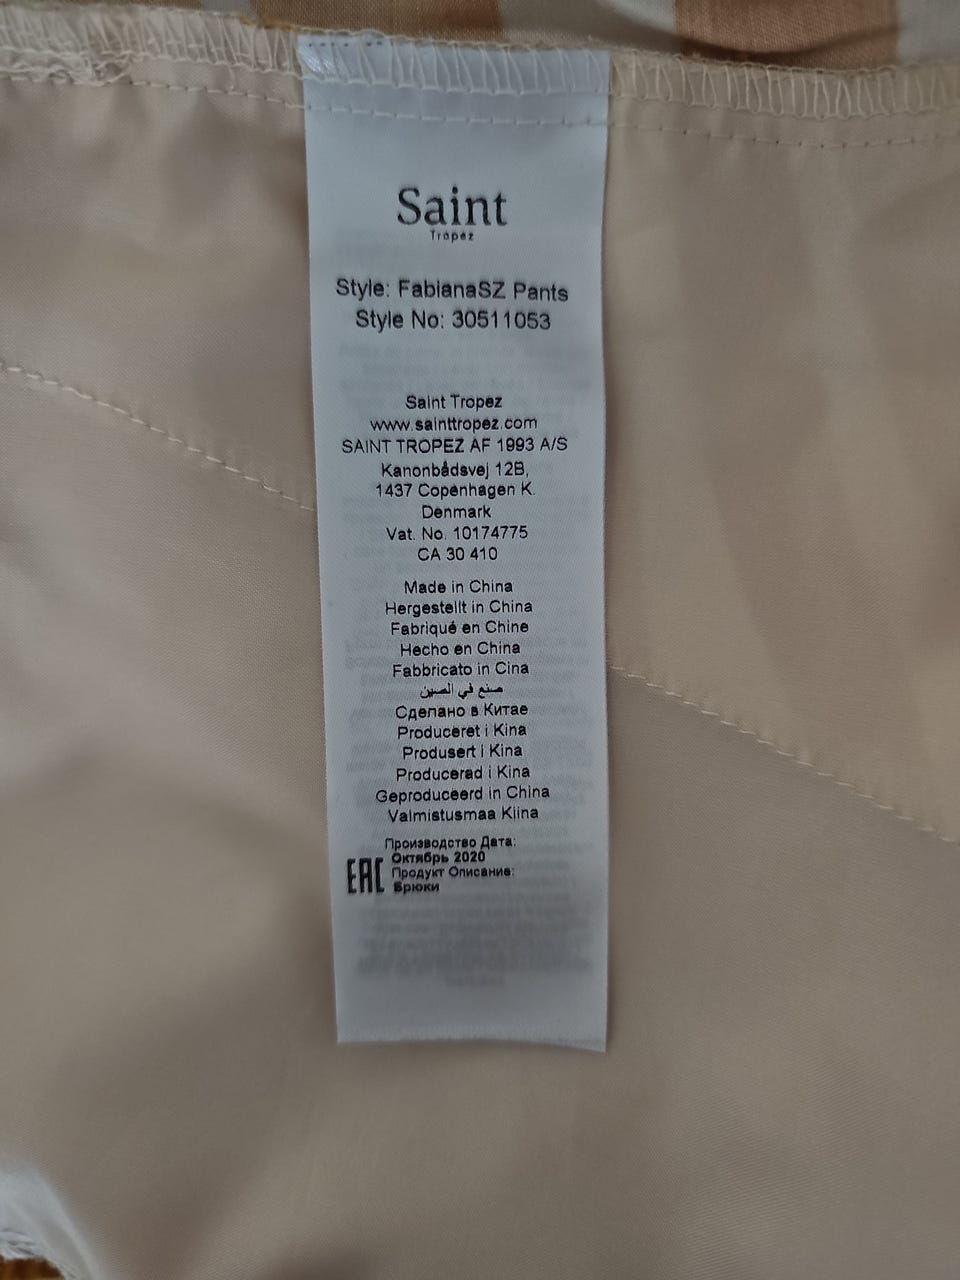 Saint
Tropez
Style: FabianaSZ Pants
Style No: 30511053
Saint Tropez
www.sainttropez.com
SAINT TROPEZ AF 1993 A/S
Kanonbådsvej 12B,
1437 Copenhagen K.
Denmark
Vat. No. 10174775
CA 30 410
Made in China
Hergestellt in China
Fabriqué en Chine
Hecho en China
Fabbricato in Cina
صنع في الصين
Сделано в Китае
Produceret i Kina
Produsert i Kina
Producerad i Kina
Geproduceerd in China
Valmistusmaa Kiina
Производство Дата:
Октябрь 2020
EAC Продукт Описание:
Брюки